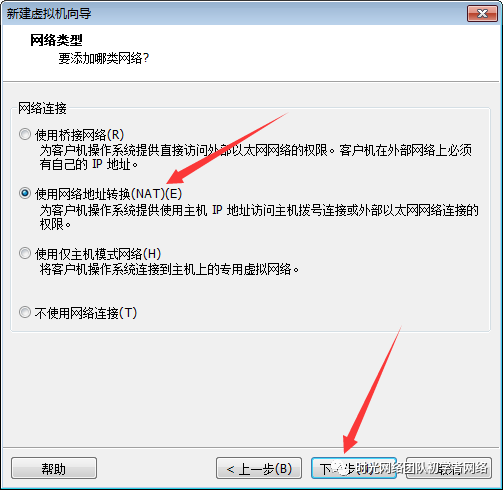 新建虚拟机向导
网络类型
要添加哪类网络?
网络连接
使用桥接网络(R)
为客户机操作系统提供直接访问外部以太网网络的权限。客户机在外部网络上必须
有自己的 IP 地址。
使用网络地址转换(NAT)(E)
为客户机操作系统提供使用主机 IP 地址访问主机拨号连接或外部以太网网络连接的
权限。
使用仅主机模式网络(H)
将客户机操作系统连接到主机上的专用虚拟网络。
不使用网络连接(T)
帮助
< 上一步(B)
下
时光网络团队初学者网络